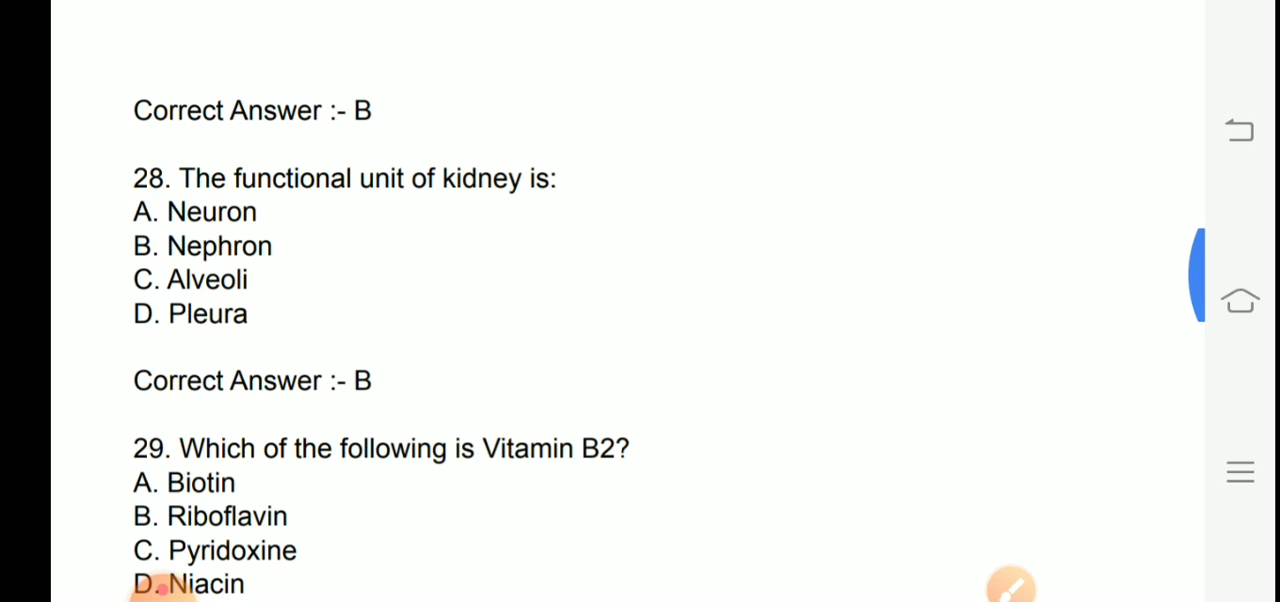 Correct Answer :- B
28. The functional unit of kidney is:
A. Neuron
B. Nephron
C. Alveoli
D. Pleura
Correct Answer :- B
29. Which of the following is Vitamin B2?
A. Biotin
B. Riboflavin
C. Pyridoxine
D. Niacin